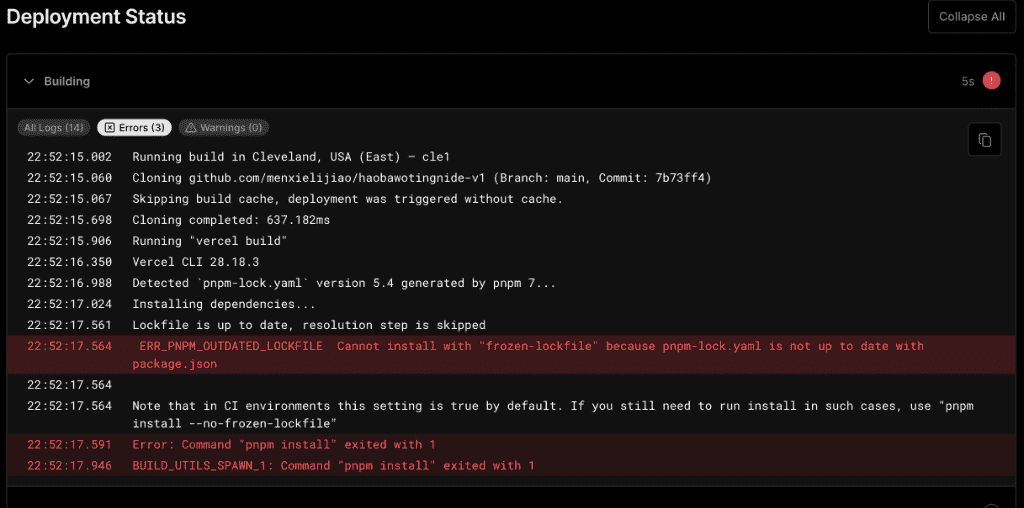 Deployment Status
Collapse All
Building
5s
All Logs (14)
Errors (3)
Warnings (0)
22:52:15.002 Running build in Cleveland, USA (East) – cle1
22:52:15.060 Cloning github.com/menxielijiao/haobawotingnide-v1 (Branch: main, Commit: 7b73ff4)
22:52:15.067 Skipping build cache, deployment was triggered without cache.
22:52:15.698 Cloning completed: 637.182ms
22:52:15.906 Running "vercel build"
22:52:16.350 Vercel CLI 28.18.3
22:52:16.988 Detected `pnpm-lock.yaml` version 5.4 generated by pnpm 7...
22:52:17.024 Installing dependencies...
22:52:17.561 Lockfile is up to date, resolution step is skipped
22:52:17.564 ERR_PNPM_OUTDATED_LOCKFILE Cannot install with "frozen-lockfile" because pnpm-lock.yaml is not up to date with
package.json
22:52:17.564
22:52:17.564 Note that in CI environments this setting is true by default. If you still need to run install in such cases, use "pnpm
install --no-frozen-lockfile"
22:52:17.591 Error: Command "pnpm install" exited with 1
22:52:17.946 BUILD_UTILS_SPAWN_1: Command "pnpm install" exited with 1